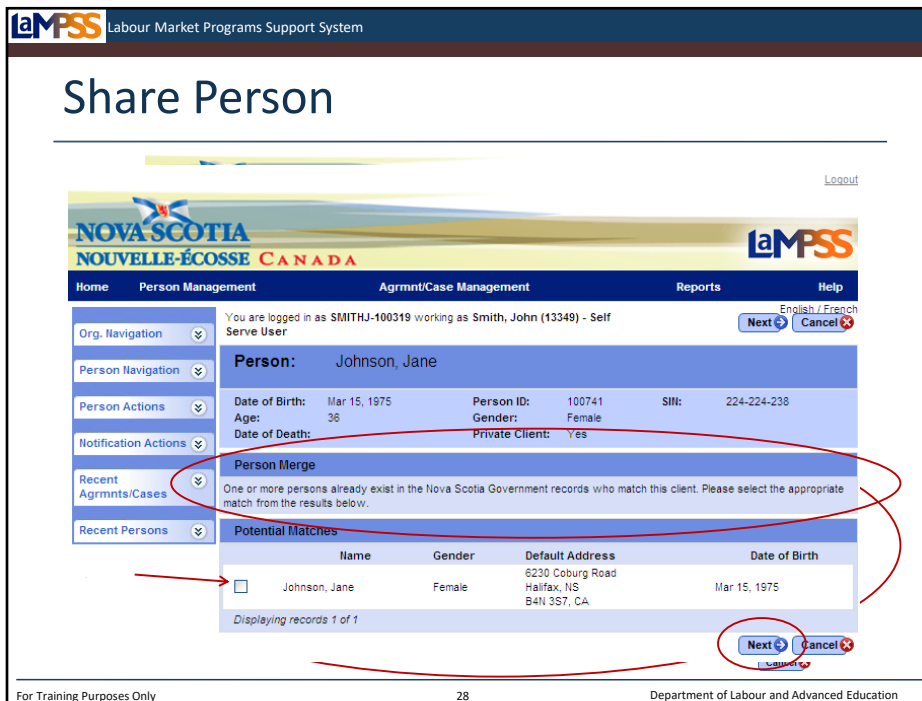 LaMPSS Labour Market Programs Support System
Share Person
Logout
NOVA SCOTIA
NOUVELLE-ÉCOSSE CANADA
LaMPSS
Home Person Management Agrmnt/Case Management Reports Help
English / French
You are logged in as SMITHJ-100319 working as Smith, John (13349) - Self
Serve User
Next Cancel
Org. Navigation
Person Navigation
Person Actions
Notification Actions
Recent
Agrmnts/Cases
Recent Persons
Person: Johnson, Jane
Date of Birth: Mar 15, 1975 Person ID: 100741 SIN: 224-224-238
Age: 36 Gender: Female
Date of Death: Private Client: Yes
Person Merge
One or more persons already exist in the Nova Scotia Government records who match this client. Please select the appropriate
match from the results below.
Potential Matches
Name Gender Default Address Date of Birth
Johnson, Jane Female 6230 Coburg Road
Halifax, NS
B4N 3S7, CA
Mar 15, 1975
Displaying records 1 of 1
Next Cancel
Cancel
For Training Purposes Only 28 Department of Labour and Advanced Education